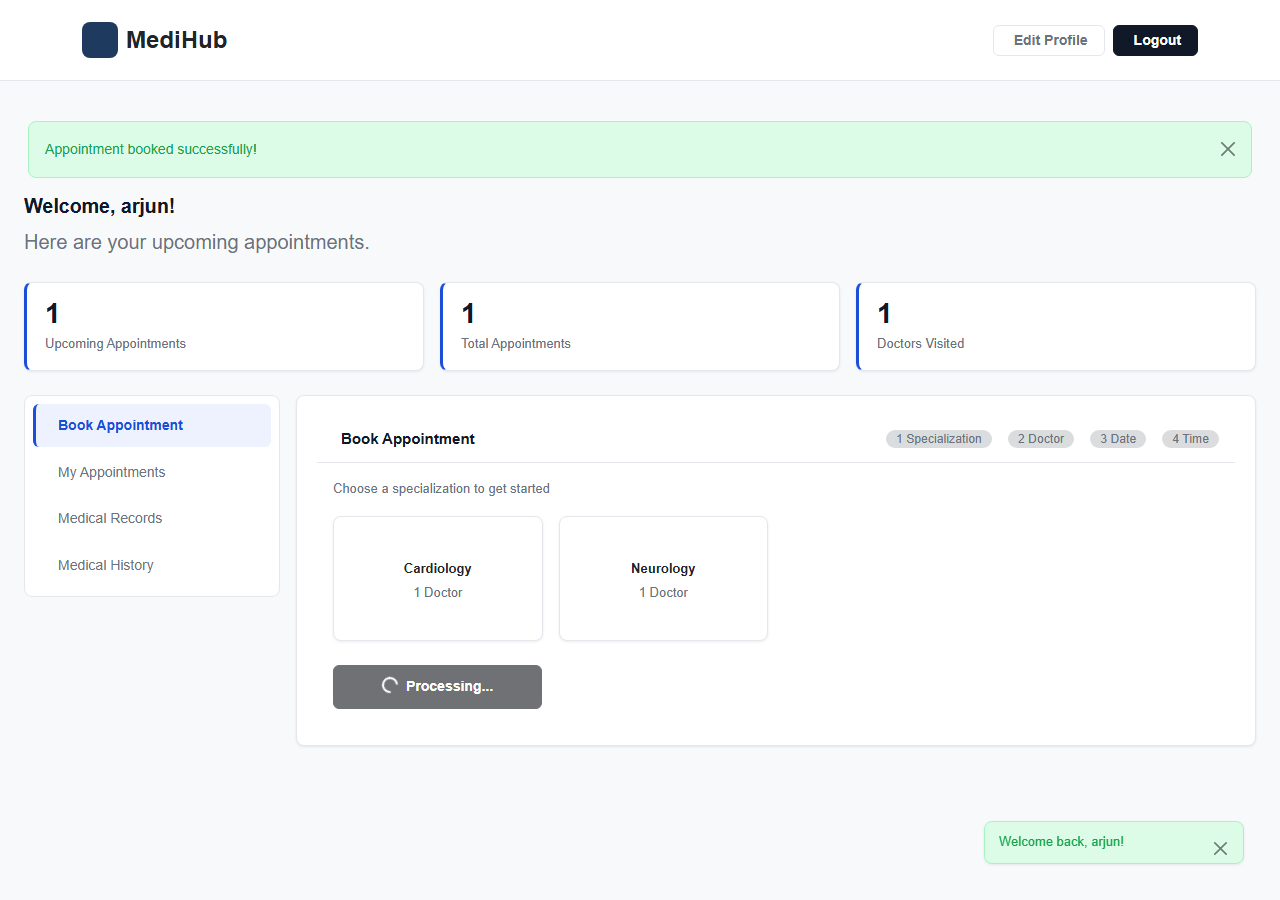 MediHub
Edit Profile
Logout
Appointment booked successfully!
Welcome, arjun!
Here are your upcoming appointments.
1
Upcoming Appointments
1
Total Appointments
1
Doctors Visited
Book Appointment
My Appointments
Medical Records
Medical History
Book Appointment
1 Specialization
2 Doctor
3 Date
4 Time
Choose a specialization to get started
Cardiology
1 Doctor
Neurology
1 Doctor
Processing...
Welcome back, arjun!